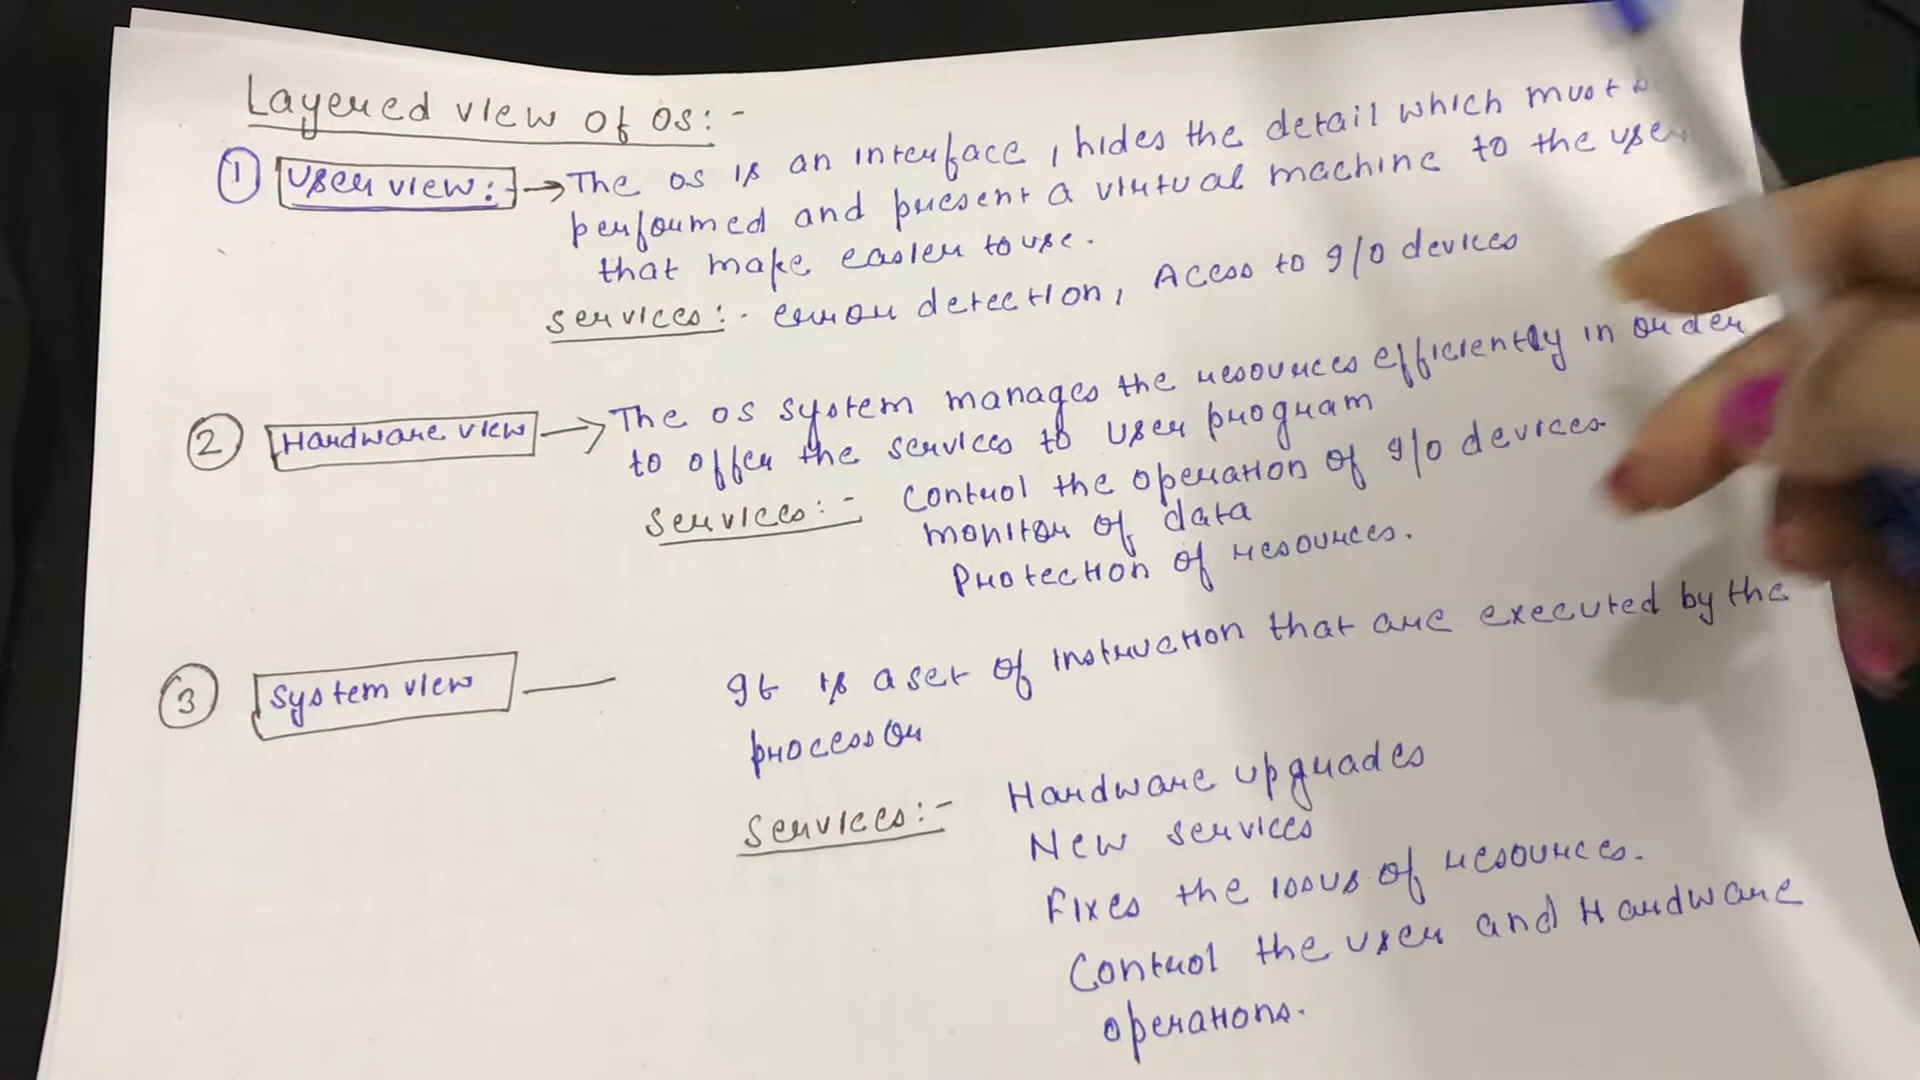 Layered view of os:-
① User view:- → The os is an interface, hides the detail which must
performed and present a virtual machine to the user
that make easier to use.
services:- error detection, Acess to I/O devices
② Hardware view → The os system manages the resources efficiently in order
to offer the services to user program
services:- control the operation of I/O devices.
monitor of data
Protection of resources.
③ System view — It is a set of instruction that are executed by the
processor
Services:- Hardware upgrades
New services
Fixes the issus of resources.
Control the user and Hardware
operations.